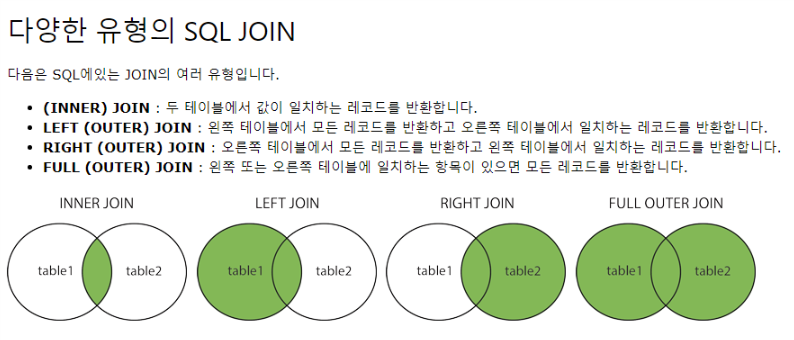 다양한 유형의 SQL JOIN
다음은 SQL에있는 JOIN의 여러 유형입니다.
• (INNER) JOIN : 두 테이블에서 값이 일치하는 레코드를 반환합니다.
• LEFT (OUTER) JOIN : 왼쪽 테이블에서 모든 레코드를 반환하고 오른쪽 테이블에서 일치하는 레코드를 반환합니다.
• RIGHT (OUTER) JOIN : 오른쪽 테이블에서 모든 레코드를 반환하고 왼쪽 테이블에서 일치하는 레코드를 반환합니다.
• FULL (OUTER) JOIN : 왼쪽 또는 오른쪽 테이블에 일치하는 항목이 있으면 모든 레코드를 반환합니다.
INNER JOIN LEFT JOIN RIGHT JOIN FULL OUTER JOIN
table1 table2 table1 table2 table1 table2 table1 table2